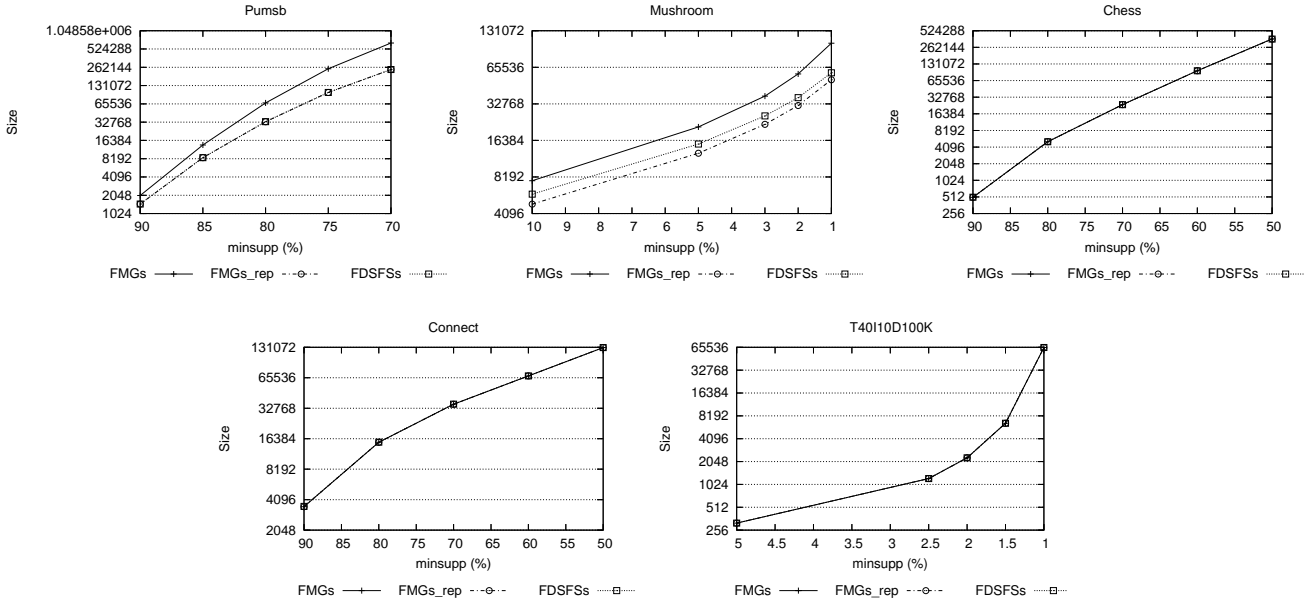 Pumsb
Size
1.04858e+006
524288
262144
131072
65536
32768
16384
8192
4096
2048
1024
90 85 80 75 70
minsupp (%)
FMGs FMGs_rep FDSFSs
Mushroom
Size
131072
65536
32768
16384
8192
4096
10 9 8 7 6 5 4 3 2 1
minsupp (%)
FMGs FMGs_rep FDSFSs
Chess
Size
524288
262144
131072
65536
32768
16384
8192
4096
2048
1024
512
256
90 85 80 75 70 65 60 55 50
minsupp (%)
FMGs FMGs_rep FDSFSs
Connect
Size
131072
65536
32768
16384
8192
4096
2048
90 85 80 75 70 65 60 55 50
minsupp (%)
FMGs FMGs_rep FDSFSs
T40I10D100K
Size
65536
32768
16384
8192
4096
2048
1024
512
256
5 4.5 4 3.5 3 2.5 2 1.5 1
minsupp (%)
FMGs FMGs_rep FDSFSs